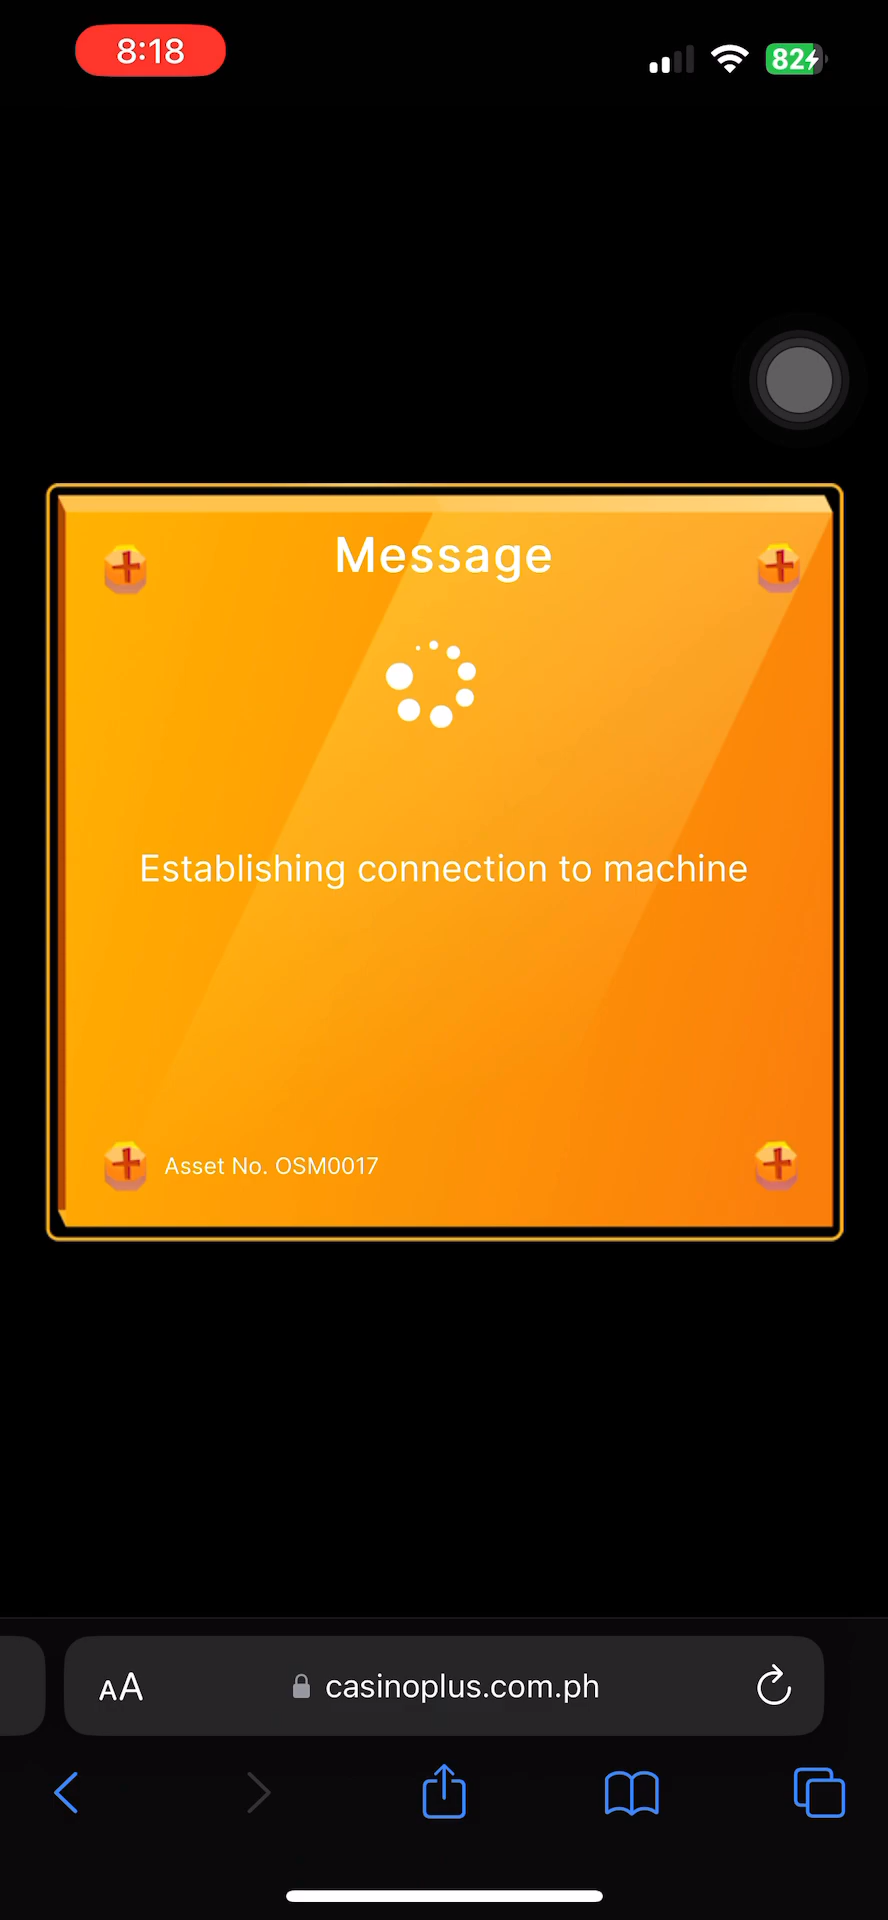 8:18
82
Message
Establishing connection to machine
Asset No. OSM0017
AA
casinoplus.com.ph